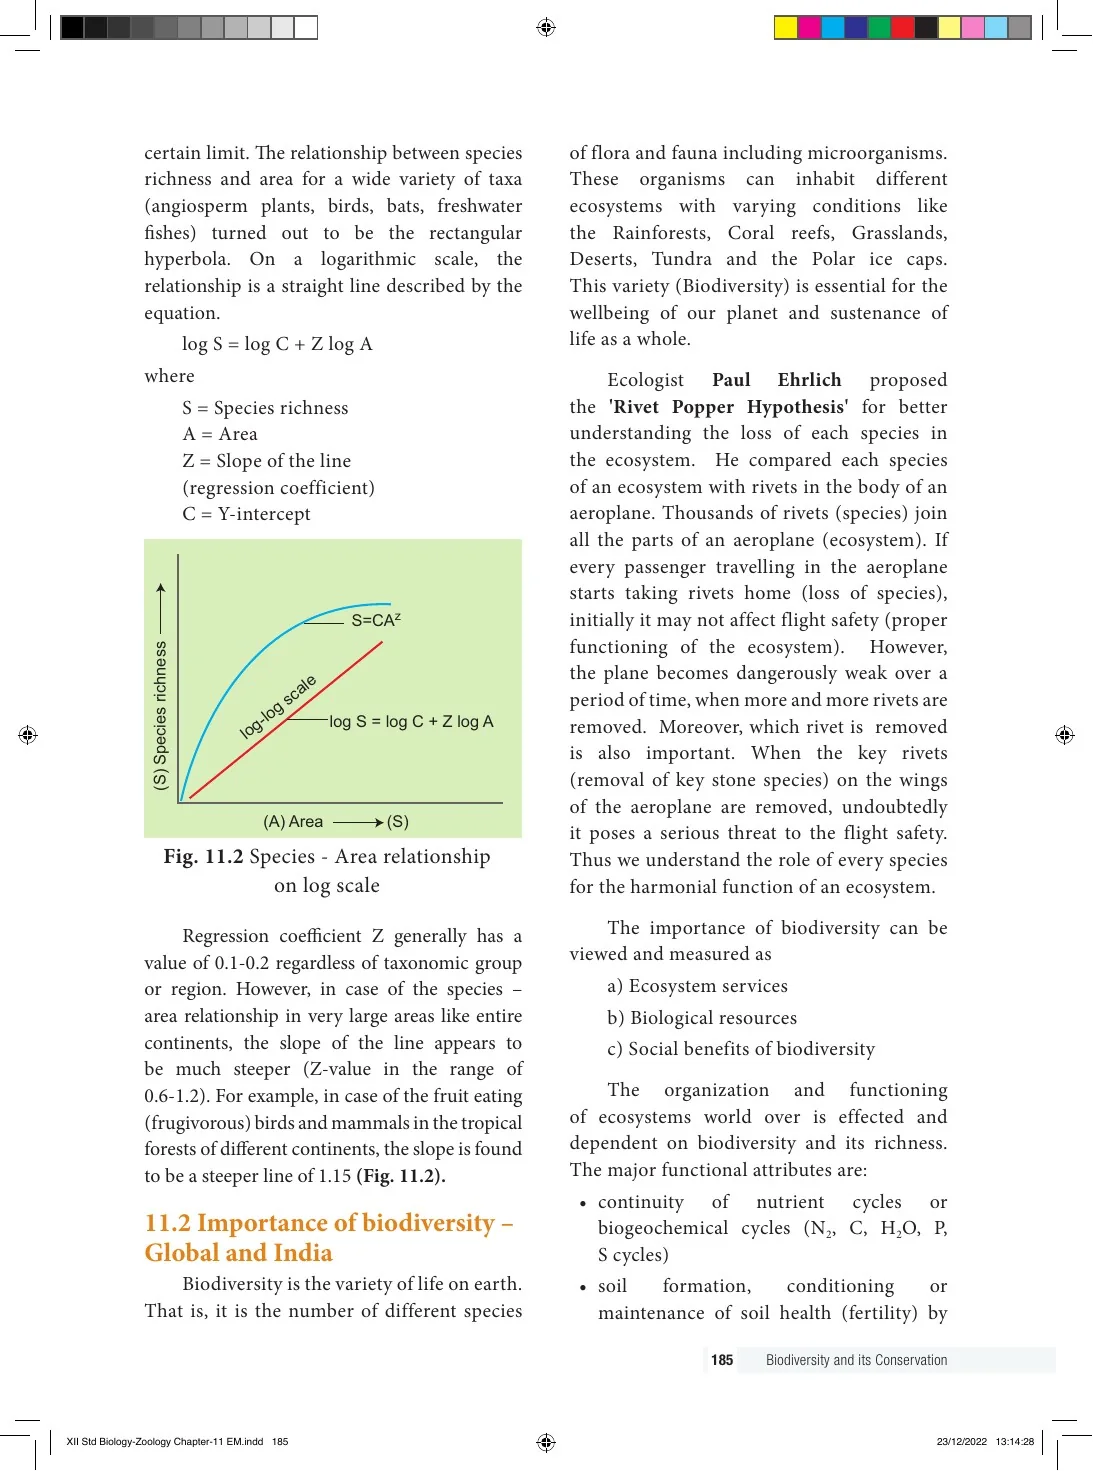 certain limit. The relationship between species
richness and area for a wide variety of taxa
(angiosperm plants, birds, bats, freshwater
fishes) turned out to be the rectangular
hyperbola. On a logarithmic scale, the
relationship is a straight line described by the
equation.
log S = log C + Z log A
where
S = Species richness
A = Area
Z = Slope of the line
(regression coefficient)
C = Y-intercept
(S) Species richness
S=CAᶻ
log-log scale
log S = log C + Z log A
(A) Area (S)
Fig. 11.2 Species - Area relationship
on log scale
Regression coefficient Z generally has a
value of 0.1-0.2 regardless of taxonomic group
or region. However, in case of the species –
area relationship in very large areas like entire
continents, the slope of the line appears to
be much steeper (Z-value in the range of
0.6-1.2). For example, in case of the fruit eating
(frugivorous) birds and mammals in the tropical
forests of different continents, the slope is found
to be a steeper line of 1.15 (Fig. 11.2).
11.2 Importance of biodiversity –
Global and India
Biodiversity is the variety of life on earth.
That is, it is the number of different species
of flora and fauna including microorganisms.
These organisms can inhabit different
ecosystems with varying conditions like
the Rainforests, Coral reefs, Grasslands,
Deserts, Tundra and the Polar ice caps.
This variety (Biodiversity) is essential for the
wellbeing of our planet and sustenance of
life as a whole.
Ecologist Paul Ehrlich proposed
the 'Rivet Popper Hypothesis' for better
understanding the loss of each species in
the ecosystem. He compared each species
of an ecosystem with rivets in the body of an
aeroplane. Thousands of rivets (species) join
all the parts of an aeroplane (ecosystem). If
every passenger travelling in the aeroplane
starts taking rivets home (loss of species),
initially it may not affect flight safety (proper
functioning of the ecosystem). However,
the plane becomes dangerously weak over a
period of time, when more and more rivets are
removed. Moreover, which rivet is removed
is also important. When the key rivets
(removal of key stone species) on the wings
of the aeroplane are removed, undoubtedly
it poses a serious threat to the flight safety.
Thus we understand the role of every species
for the harmonial function of an ecosystem.
The importance of biodiversity can be
viewed and measured as
a) Ecosystem services
b) Biological resources
c) Social benefits of biodiversity
The organization and functioning
of ecosystems world over is effected and
dependent on biodiversity and its richness.
The major functional attributes are:
• continuity of nutrient cycles or
biogeochemical cycles (N₂, C, H₂O, P,
S cycles)
• soil formation, conditioning or
maintenance of soil health (fertility) by
185 Biodiversity and its Conservation
XII Std Biology-Zoology Chapter-11 EM.indd 185
23/12/2022 13:14:28